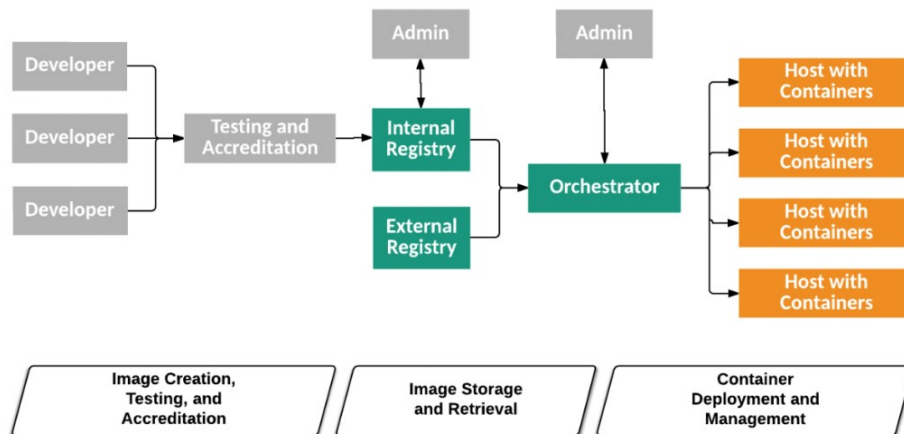 Admin
Admin
Developer
Developer
Developer
Testing and
Accreditation
Internal
Registry
External
Registry
Orchestrator
Host with
Containers
Host with
Containers
Host with
Containers
Host with
Containers
Image Creation,
Testing, and
Accreditation
Image Storage
and Retrieval
Container
Deployment and
Management